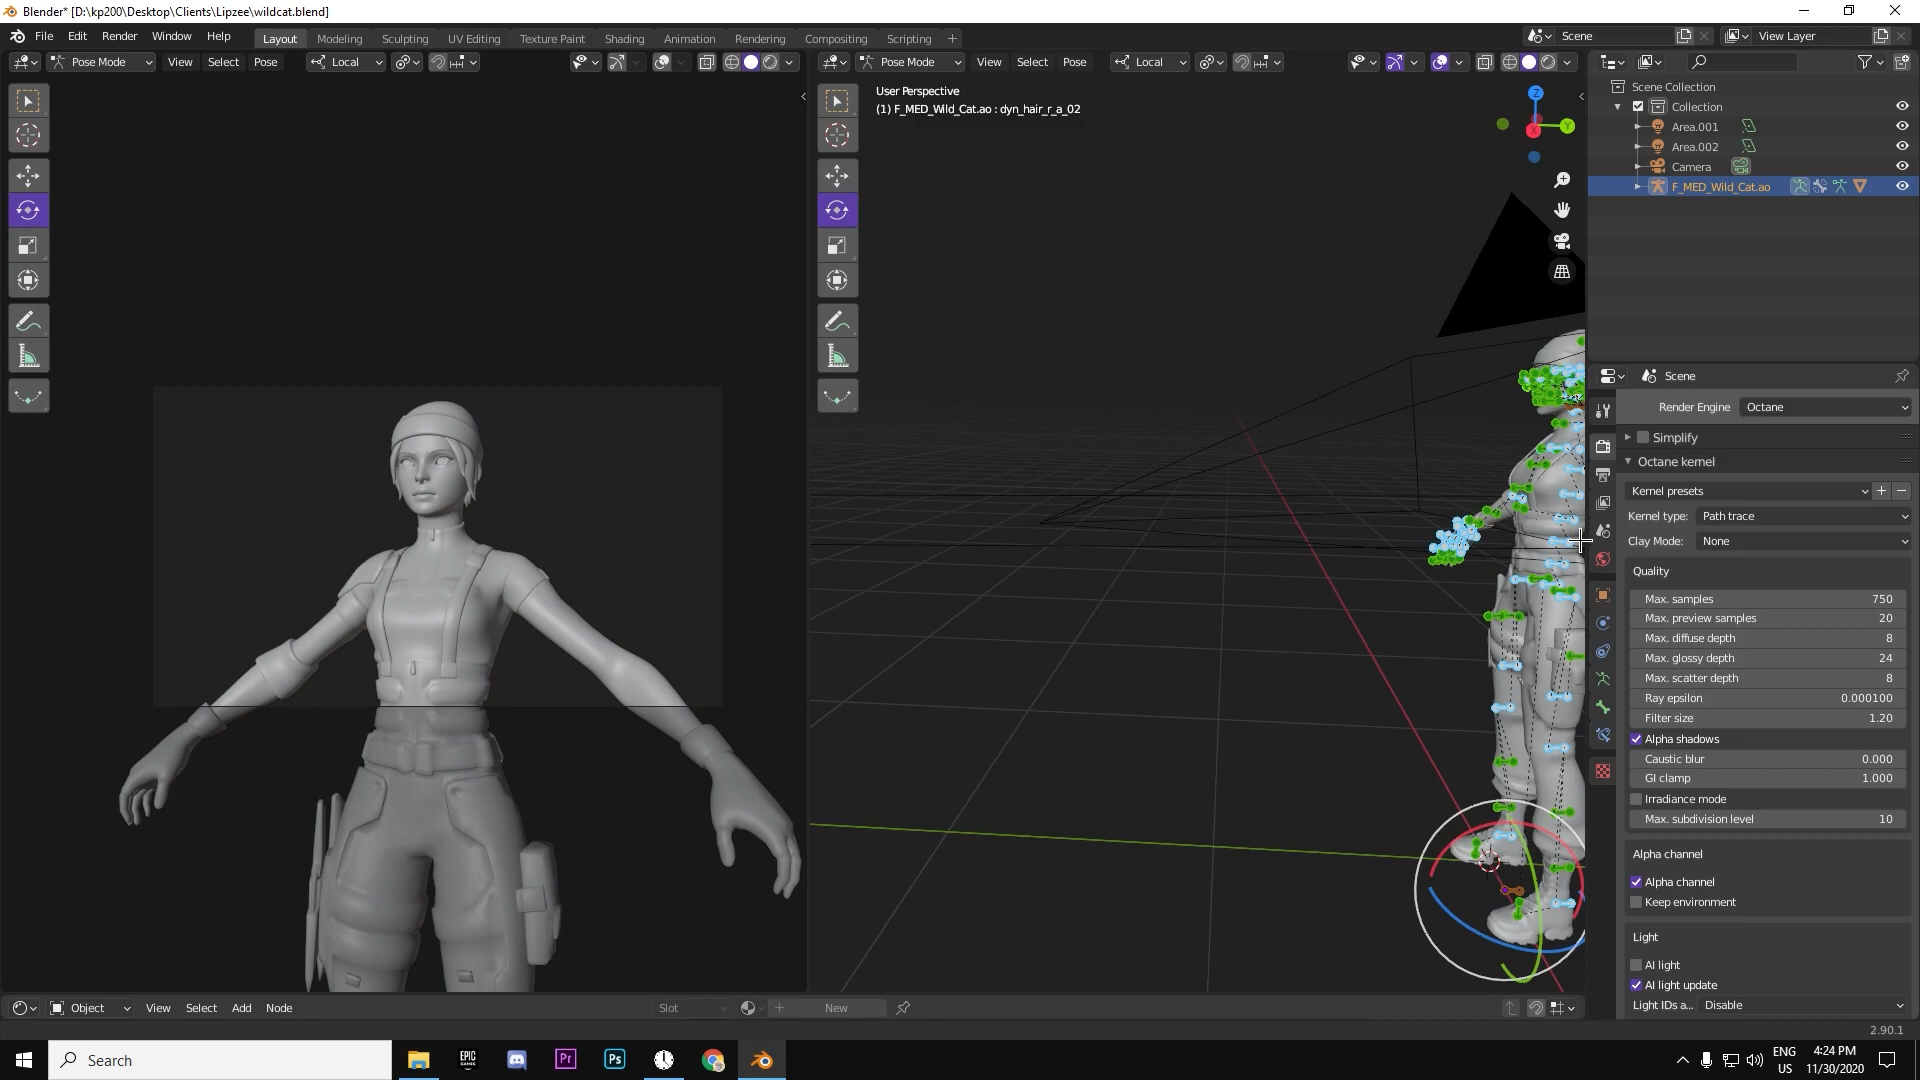 Blender* [D:\kp200\Desktop\Clients\Lipzee\wildcat.blend]
File Edit Render Window Help Layout Modeling Sculpting UV Editing Texture Paint Shading Animation Rendering Compositing Scripting + Scene View Layer
Pose Mode View Select Pose Local Pose Mode View Select Pose Local
User Perspective
(1) F_MED_Wild_Cat.ao : dyn_hair_r_a_02
Z
Y
X
Scene Collection
Collection
Area.001
Area.002
Camera
F_MED_Wild_Cat.ao
Scene
Render Engine Octane
Simplify
Octane kernel
Kernel presets
Kernel type: Path trace
Clay Mode: None
Quality
Max. samples 750
Max. preview samples 20
Max. diffuse depth 8
Max. glossy depth 24
Max. scatter depth 8
Ray epsilon 0.000100
Filter size 1.20
Alpha shadows
Caustic blur 0.000
GI clamp 1.000
Irradiance mode
Max. subdivision level 10
Alpha channel
Alpha channel
Keep environment
Light
AI light
AI light update
Light IDs a... Disable
Object View Select Add Node Slot New
2.90.1
Search
EPIC GAMES
Pr
Ps
ENG
US
4:24 PM
11/30/2020